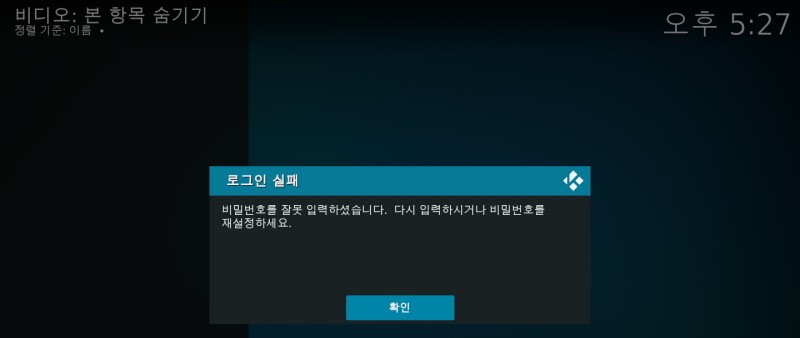 비디오: 본 항목 숨기기
정렬 기준: 이름 •
오후 5:27
로그인 실패
비밀번호를 잘못 입력하셨습니다. 다시 입력하시거나 비밀번호를
재설정하세요.
확인